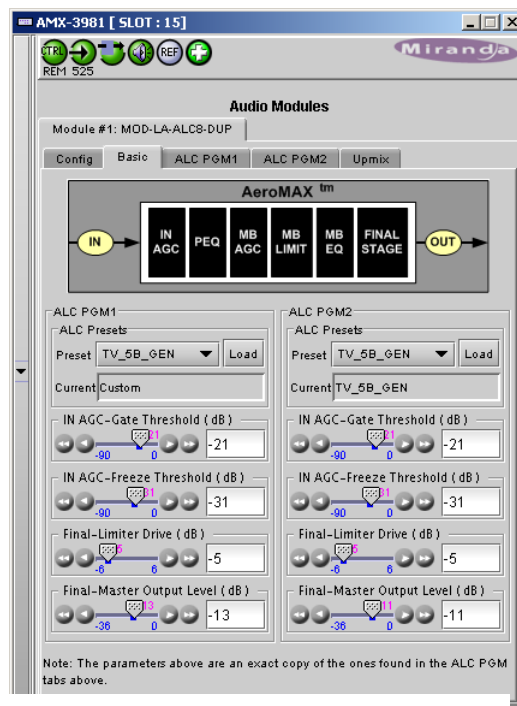 AMX-3981 [ SLOT : 15]
CTRL REF
REM 525
Miranda
Audio Modules
Module #1: MOD-LA-ALC8-DUP
Config Basic ALC PGM1 ALC PGM2 Upmix
AeroMAX tm
IN IN AGC PEQ MB AGC MB LIMIT MB EQ FINAL STAGE OUT
ALC PGM1
ALC Presets
Preset TV_5B_GEN Load
Current Custom
IN AGC-Gate Threshold ( dB )
-21
-90 0 -21
IN AGC-Freeze Threshold ( dB )
-31
-90 0 -31
Final-Limiter Drive ( dB )
-5
-6 6 -5
Final-Master Output Level ( dB )
-13
-36 0 -13
ALC PGM2
ALC Presets
Preset TV_5B_GEN Load
Current TV_5B_GEN
IN AGC-Gate Threshold ( dB )
-21
-90 0 -21
IN AGC-Freeze Threshold ( dB )
-31
-90 0 -31
Final-Limiter Drive ( dB )
-5
-6 6 -5
Final-Master Output Level ( dB )
-11
-36 0 -11
Note: The parameters above are an exact copy of the ones found in the ALC PGM
tabs above.